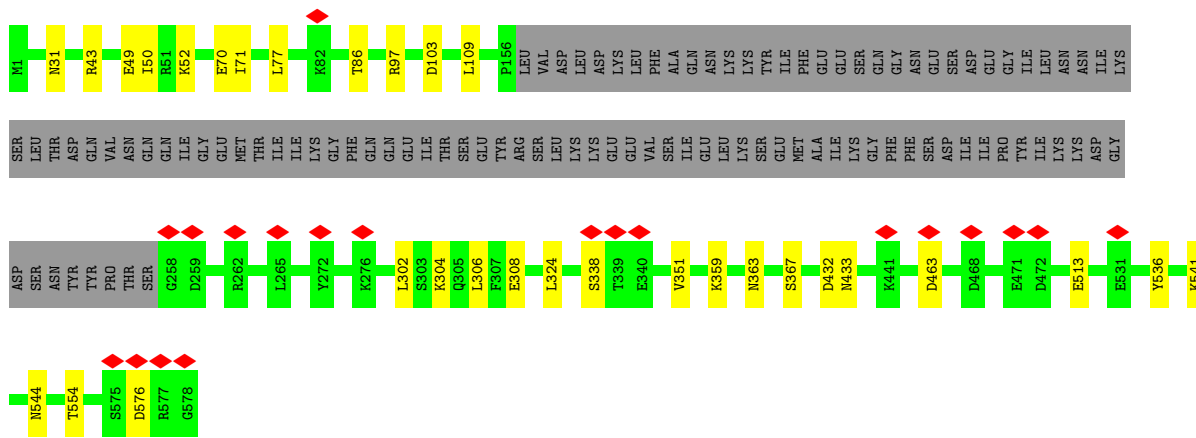 M1 N31 R43 E49 I50 R51 K52 E70 I71 L77 K82 T86 R97 D103 L109 P156 LEU VAL ASP LEU ASP LYS LEU PHE ALA GLN ASN LYS LYS TYR ILE PHE GLU GLU SER GLN GLY ASN GLU SER ASP GLU GLY ILE LEU ASN ASN ILE LYS
SER LEU THR ASP GLN VAL ASN GLN GLN ILE GLY GLU MET THR ILE ILE LYS GLY PHE GLN GLN GLU ILE THR SER GLU TYR ARG SER LEU LYS LYS GLU GLU VAL SER ILE GLU LEU LYS SER GLU MET ALA ILE LYS GLY PHE PHE SER ASP ILE ILE PRO TYR ILE LYS LYS ASP GLY
ASP SER ASN TYR TYR PRO THR SER G258 D259 R262 L265 Y272 K276 L302 S303 K304 Q305 L306 F307 E308 L324 S338 T339 E340 V351 K359 N363 S367 D432 N433 K441 D463 D468 E471 D472 E513 E531 Y536 K541
N544 T554 S575 D576 R577 G578